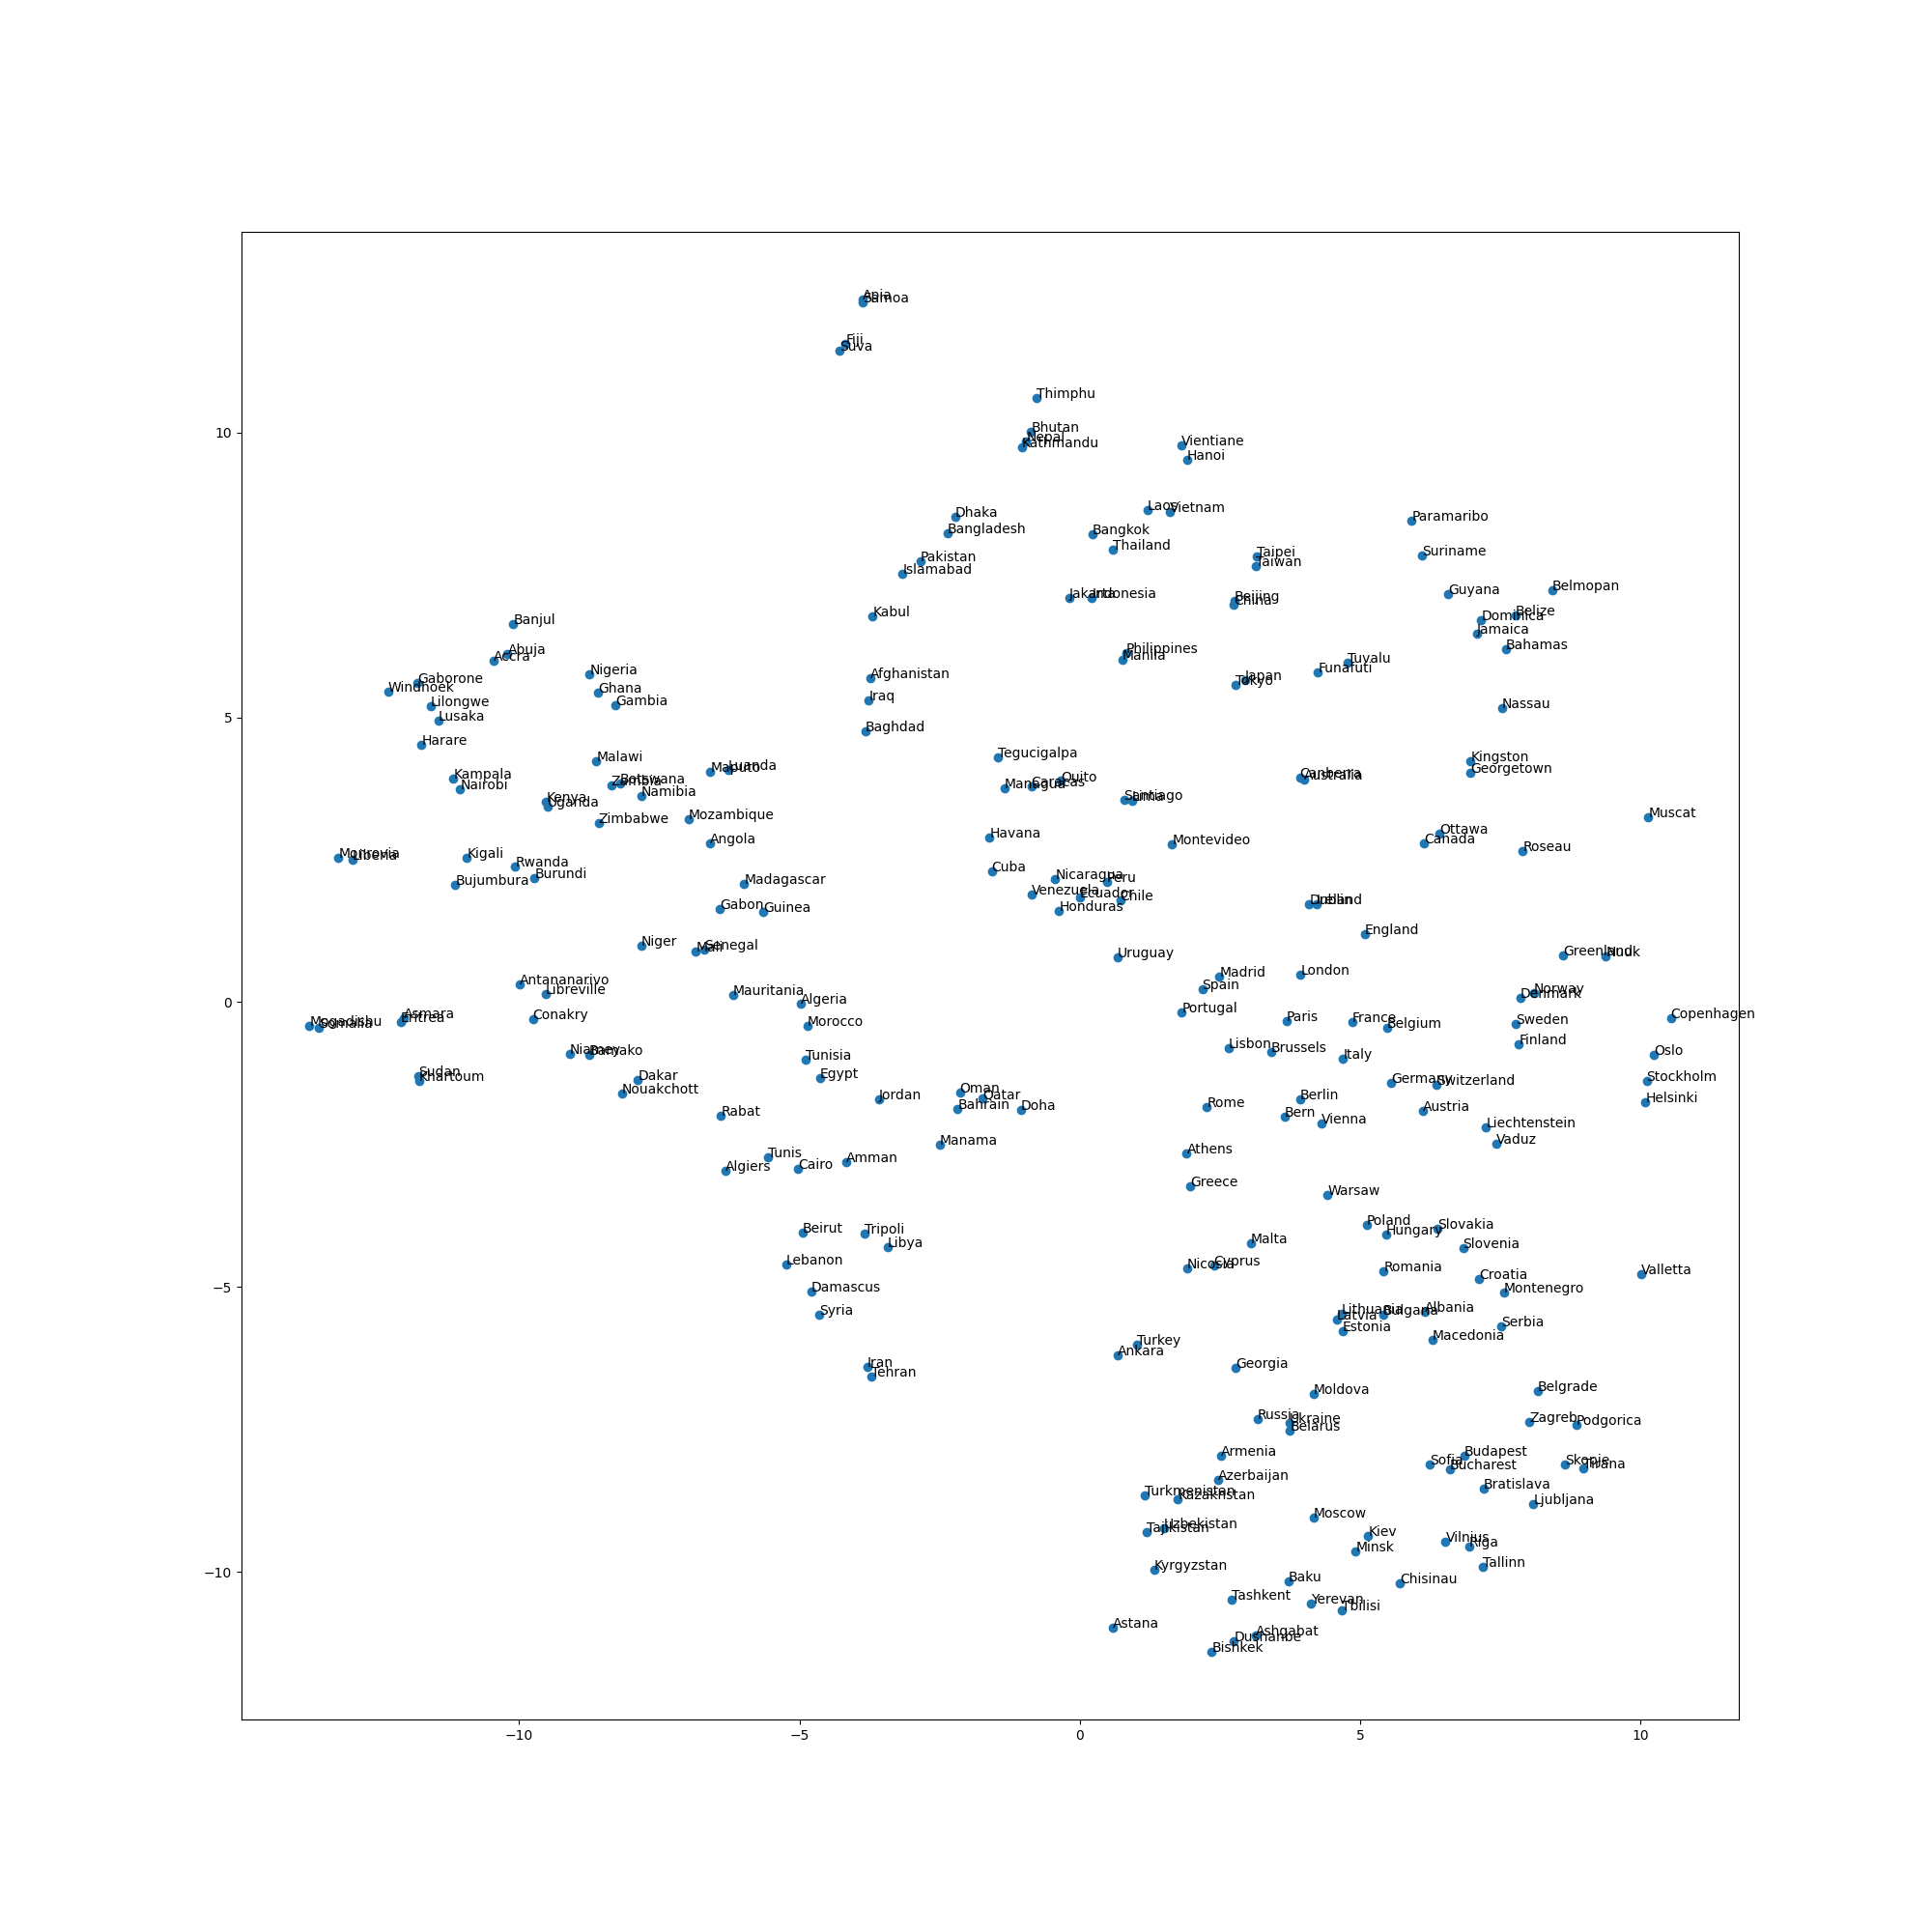 Apia
Samoa
Fiji
Suva
Thimphu
10
Bhutan
Nepal
Kathmandu
Vientiane
Hanoi
Laos
Vietnam
Dhaka
Bangladesh
Paramaribo
Bangkok
Thailand
Taipei
Taiwan
Suriname
Pakistan
Islamabad
Jakarta
Indonesia
Beijing
China
Guyana
Belmopan
Belize
Dominica
Jamaica
Bahamas
Kabul
Banjul
Abuja
Accra
Philippines
Manila
Tuvalu
Funafuti
Nigeria
Afghanistan
Japan
Tokyo
Gaborone
Windhoek
Ghana
Gambia
Iraq
Lilongwe
Lusaka
Nassau
5
Baghdad
Harare
Tegucigalpa
Malawi
Kingston
Georgetown
Luanda
Maputo
Kampala
Nairobi
Zambia
Botswana
Namibia
Quito
Caracas
Managua
Canberra
Australia
Kenya
Uganda
Santiago
Lima
Zimbabwe
Mozambique
Muscat
Havana
Ottawa
Canada
Angola
Montevideo
Roseau
Monrovia
Liberia
Kigali
Rwanda
Burundi
Bujumbura
Cuba
Madagascar
Nicaragua
Peru
Venezuela
Ecuador
Chile
Honduras
Dublin
Ireland
Gabon
Guinea
England
Niger
Mali
Senegal
Uruguay
Greenland
Nuuk
Madrid
London
Spain
Antananarivo
Libreville
Mauritania
Algeria
Norway
Denmark
0
Portugal
Asmara
Eritrea
Mogadishu
Somalia
Conakry
Morocco
Paris
France
Belgium
Sweden
Copenhagen
Finland
Lisbon
Brussels
Italy
Oslo
Niamey
Bamako
Tunisia
Egypt
Sudan
Khartoum
Dakar
Nouakchott
Germany
Switzerland
Stockholm
Helsinki
Jordan
Oman
Qatar
Bahrain
Doha
Berlin
Rome
Bern
Vienna
Austria
Rabat
Liechtenstein
Vaduz
Manama
Athens
Tunis
Algiers
Cairo
Amman
Greece
Warsaw
Poland
Hungary
Slovakia
Slovenia
Beirut
Tripoli
Libya
Malta
Nicosia
Cyprus
Lebanon
Romania
Croatia
Valletta
−5
Damascus
Montenegro
Syria
Lithuania
Latvia
Estonia
Bulgaria
Albania
Serbia
Macedonia
Turkey
Ankara
Iran
Tehran
Georgia
Moldova
Belgrade
Russia
Ukraine
Belarus
Zagreb
Podgorica
Armenia
Sofia
Budapest
Bucharest
Skopje
Tirana
Azerbaijan
Bratislava
Turkmenistan
Kazakhstan
Ljubljana
Moscow
Uzbekistan
Tajikistan
Kiev
Minsk
Vilnius
Riga
Kyrgyzstan
Tallinn
−10
Baku
Chisinau
Tashkent
Yerevan
Tbilisi
Astana
Ashgabat
Dushanbe
Bishkek
−10
−5
0
5
10